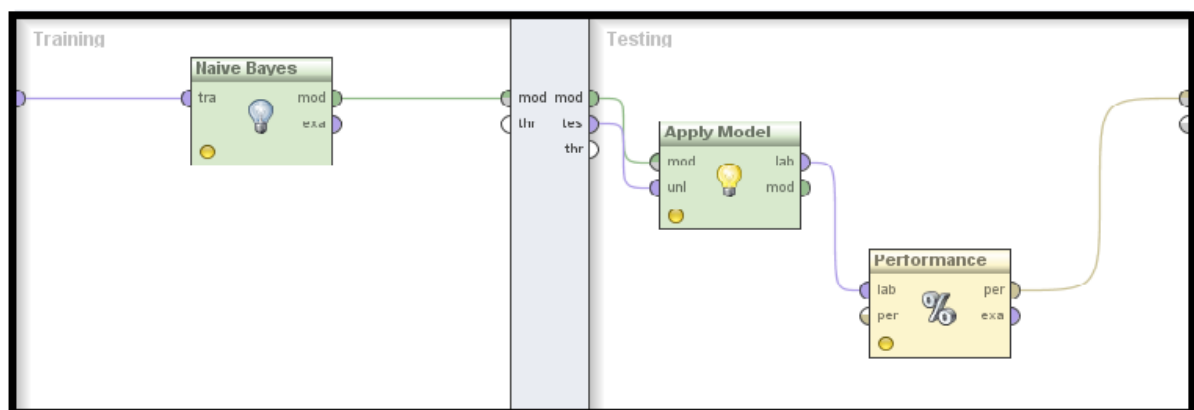 Training
Testing
Naive Bayes
tra mod
exa
mod mod
thr tes
thr
Apply Model
mod lab
unl mod
Performance
lab per
per exa